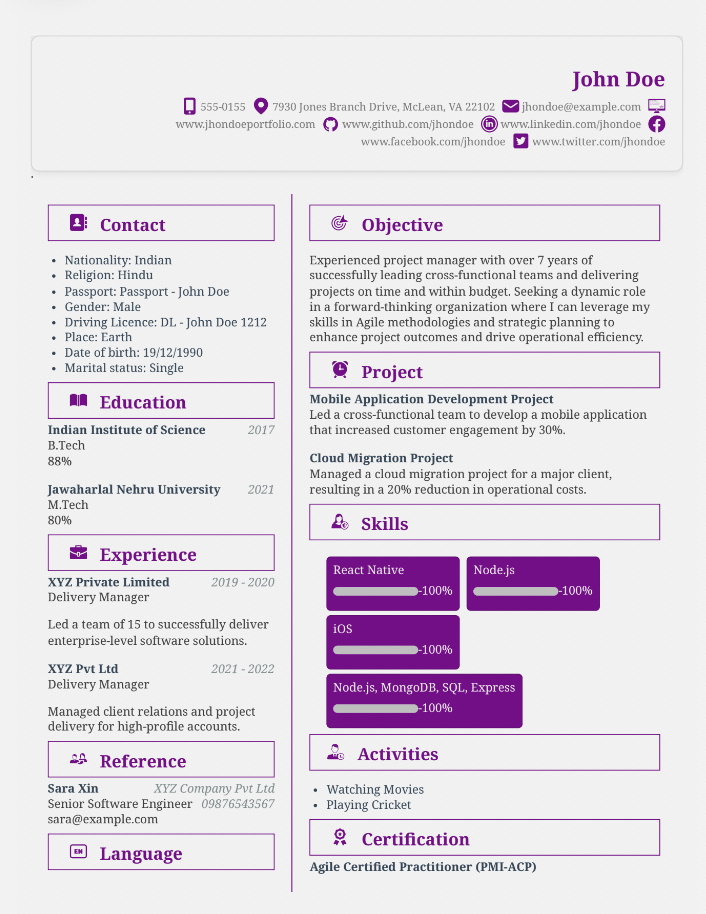 John Doe
555-0155 7930 Jones Branch Drive, McLean, VA 22102 jhondoe@example.com
www.jhondoeportfolio.com www.github.com/jhondoe www.linkedin.com/jhondoe
www.facebook.com/jhondoe www.twitter.com/jhondoe
.
Contact
• Nationality: Indian
• Religion: Hindu
• Passport: Passport - John Doe
• Gender: Male
• Driving Licence: DL - John Doe 1212
• Place: Earth
• Date of birth: 19/12/1990
• Marital status: Single
Education
Indian Institute of Science 2017
B.Tech
88%
Jawaharlal Nehru University 2021
M.Tech
80%
Experience
XYZ Private Limited 2019 - 2020
Delivery Manager
Led a team of 15 to successfully deliver
enterprise-level software solutions.
XYZ Pvt Ltd 2021 - 2022
Delivery Manager
Managed client relations and project
delivery for high-profile accounts.
Reference
Sara Xin XYZ Company Pvt Ltd
Senior Software Engineer 09876543567
sara@example.com
EN Language
Objective
Experienced project manager with over 7 years of
successfully leading cross-functional teams and delivering
projects on time and within budget. Seeking a dynamic role
in a forward-thinking organization where I can leverage my
skills in Agile methodologies and strategic planning to
enhance project outcomes and drive operational efficiency.
Project
Mobile Application Development Project
Led a cross-functional team to develop a mobile application
that increased customer engagement by 30%.
Cloud Migration Project
Managed a cloud migration project for a major client,
resulting in a 20% reduction in operational costs.
Skills
React Native
-100%
Node.js
-100%
iOS
-100%
Node.js, MongoDB, SQL, Express
-100%
Activities
• Watching Movies
• Playing Cricket
Certification
Agile Certified Practitioner (PMI-ACP)